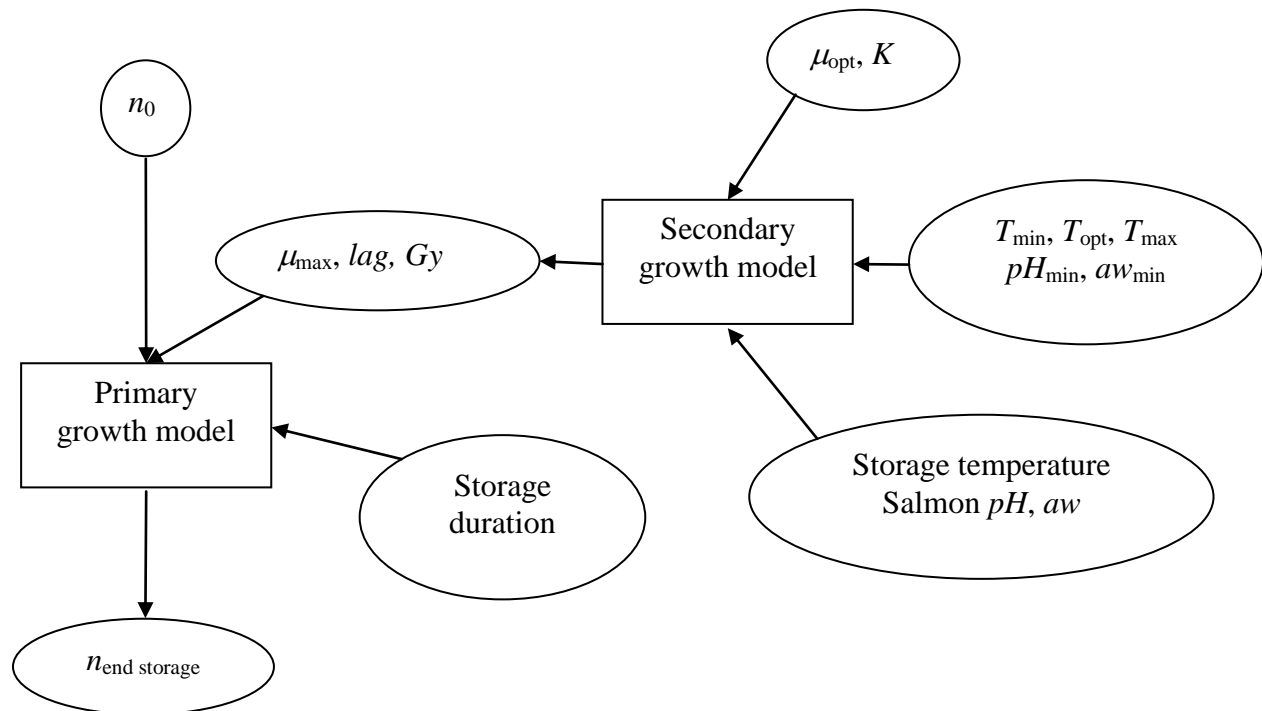 μopt, K
n0
Secondary
growth model
Tmin, Topt, Tmax
pHmin, awmin
μmax, lag, Gy
Primary
growth model
Storage temperature
Salmon pH, aw
Storage
duration
nend storage